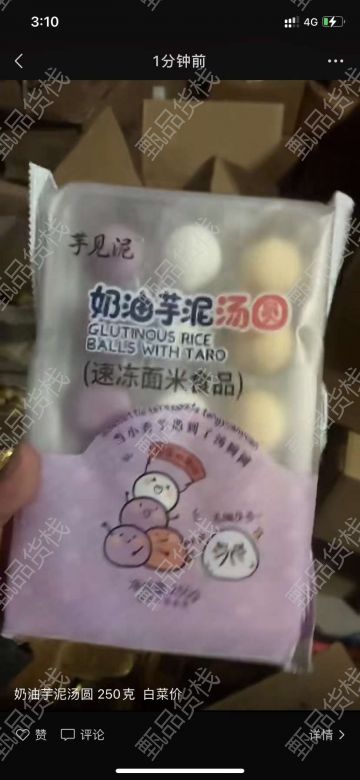 3:10
4G
1分钟前
芋见泥
奶油芋泥汤圆
GLUTINOUS RICE
BALLS WITH TARO
(速冻面米食品)
奶油芋泥汤圆 250克 白菜价
赞
评论
详情
甄品货栈